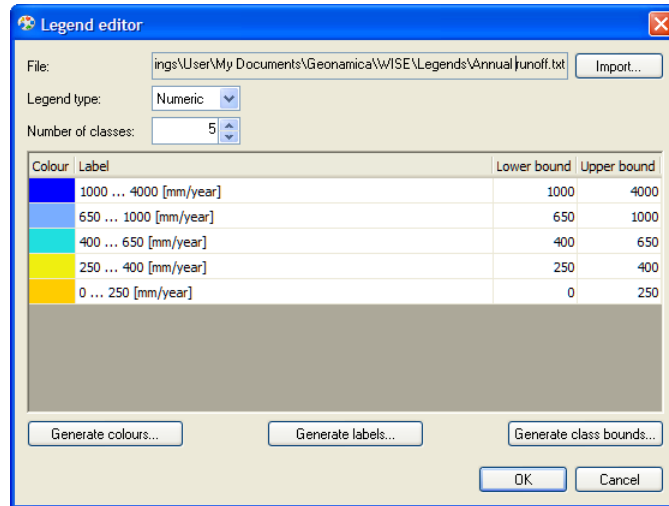 Legend editor
File: ings\User\My Documents\Geonamica\WISE\Legends\Annual runoff.txt Import...
Legend type: Numeric
Number of classes: 5
Colour Label Lower bound Upper bound
1000 ... 4000 [mm/year] 1000 4000
650 ... 1000 [mm/year] 650 1000
400 ... 650 [mm/year] 400 650
250 ... 400 [mm/year] 250 400
0 ... 250 [mm/year] 0 250
Generate colours... Generate labels... Generate class bounds...
OK Cancel